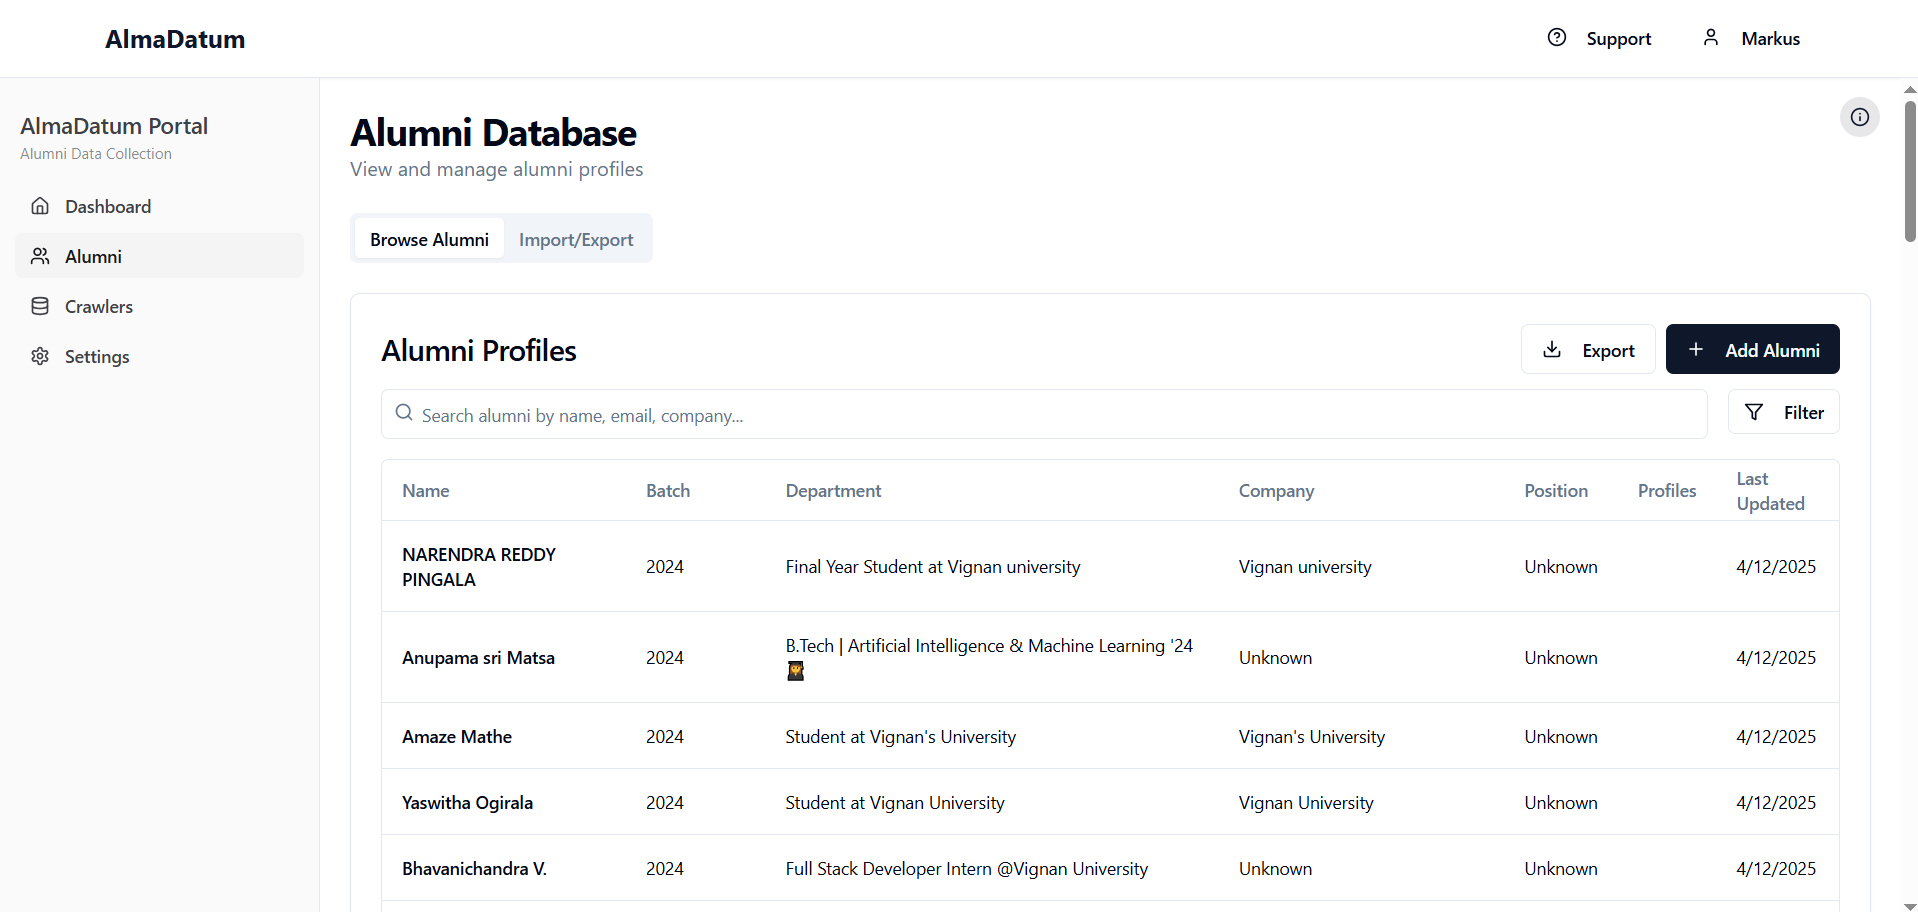 AlmaDatum
Support
Markus
AlmaDatum Portal
Alumni Data Collection
Dashboard
Alumni
Crawlers
Settings
Alumni Database
View and manage alumni profiles
Browse Alumni
Import/Export
Alumni Profiles
Export
Add Alumni
Search alumni by name, email, company...
Filter
Name Batch Department Company Position Profiles Last
Updated
NARENDRA REDDY
PINGALA 2024 Final Year Student at Vignan university Vignan university Unknown 4/12/2025
Anupama sri Matsa 2024 B.Tech | Artificial Intelligence & Machine Learning '24 Unknown Unknown 4/12/2025
Amaze Mathe 2024 Student at Vignan's University Vignan's University Unknown 4/12/2025
Yaswitha Ogirala 2024 Student at Vignan University Vignan University Unknown 4/12/2025
Bhavanichandra V. 2024 Full Stack Developer Intern @Vignan University Unknown Unknown 4/12/2025